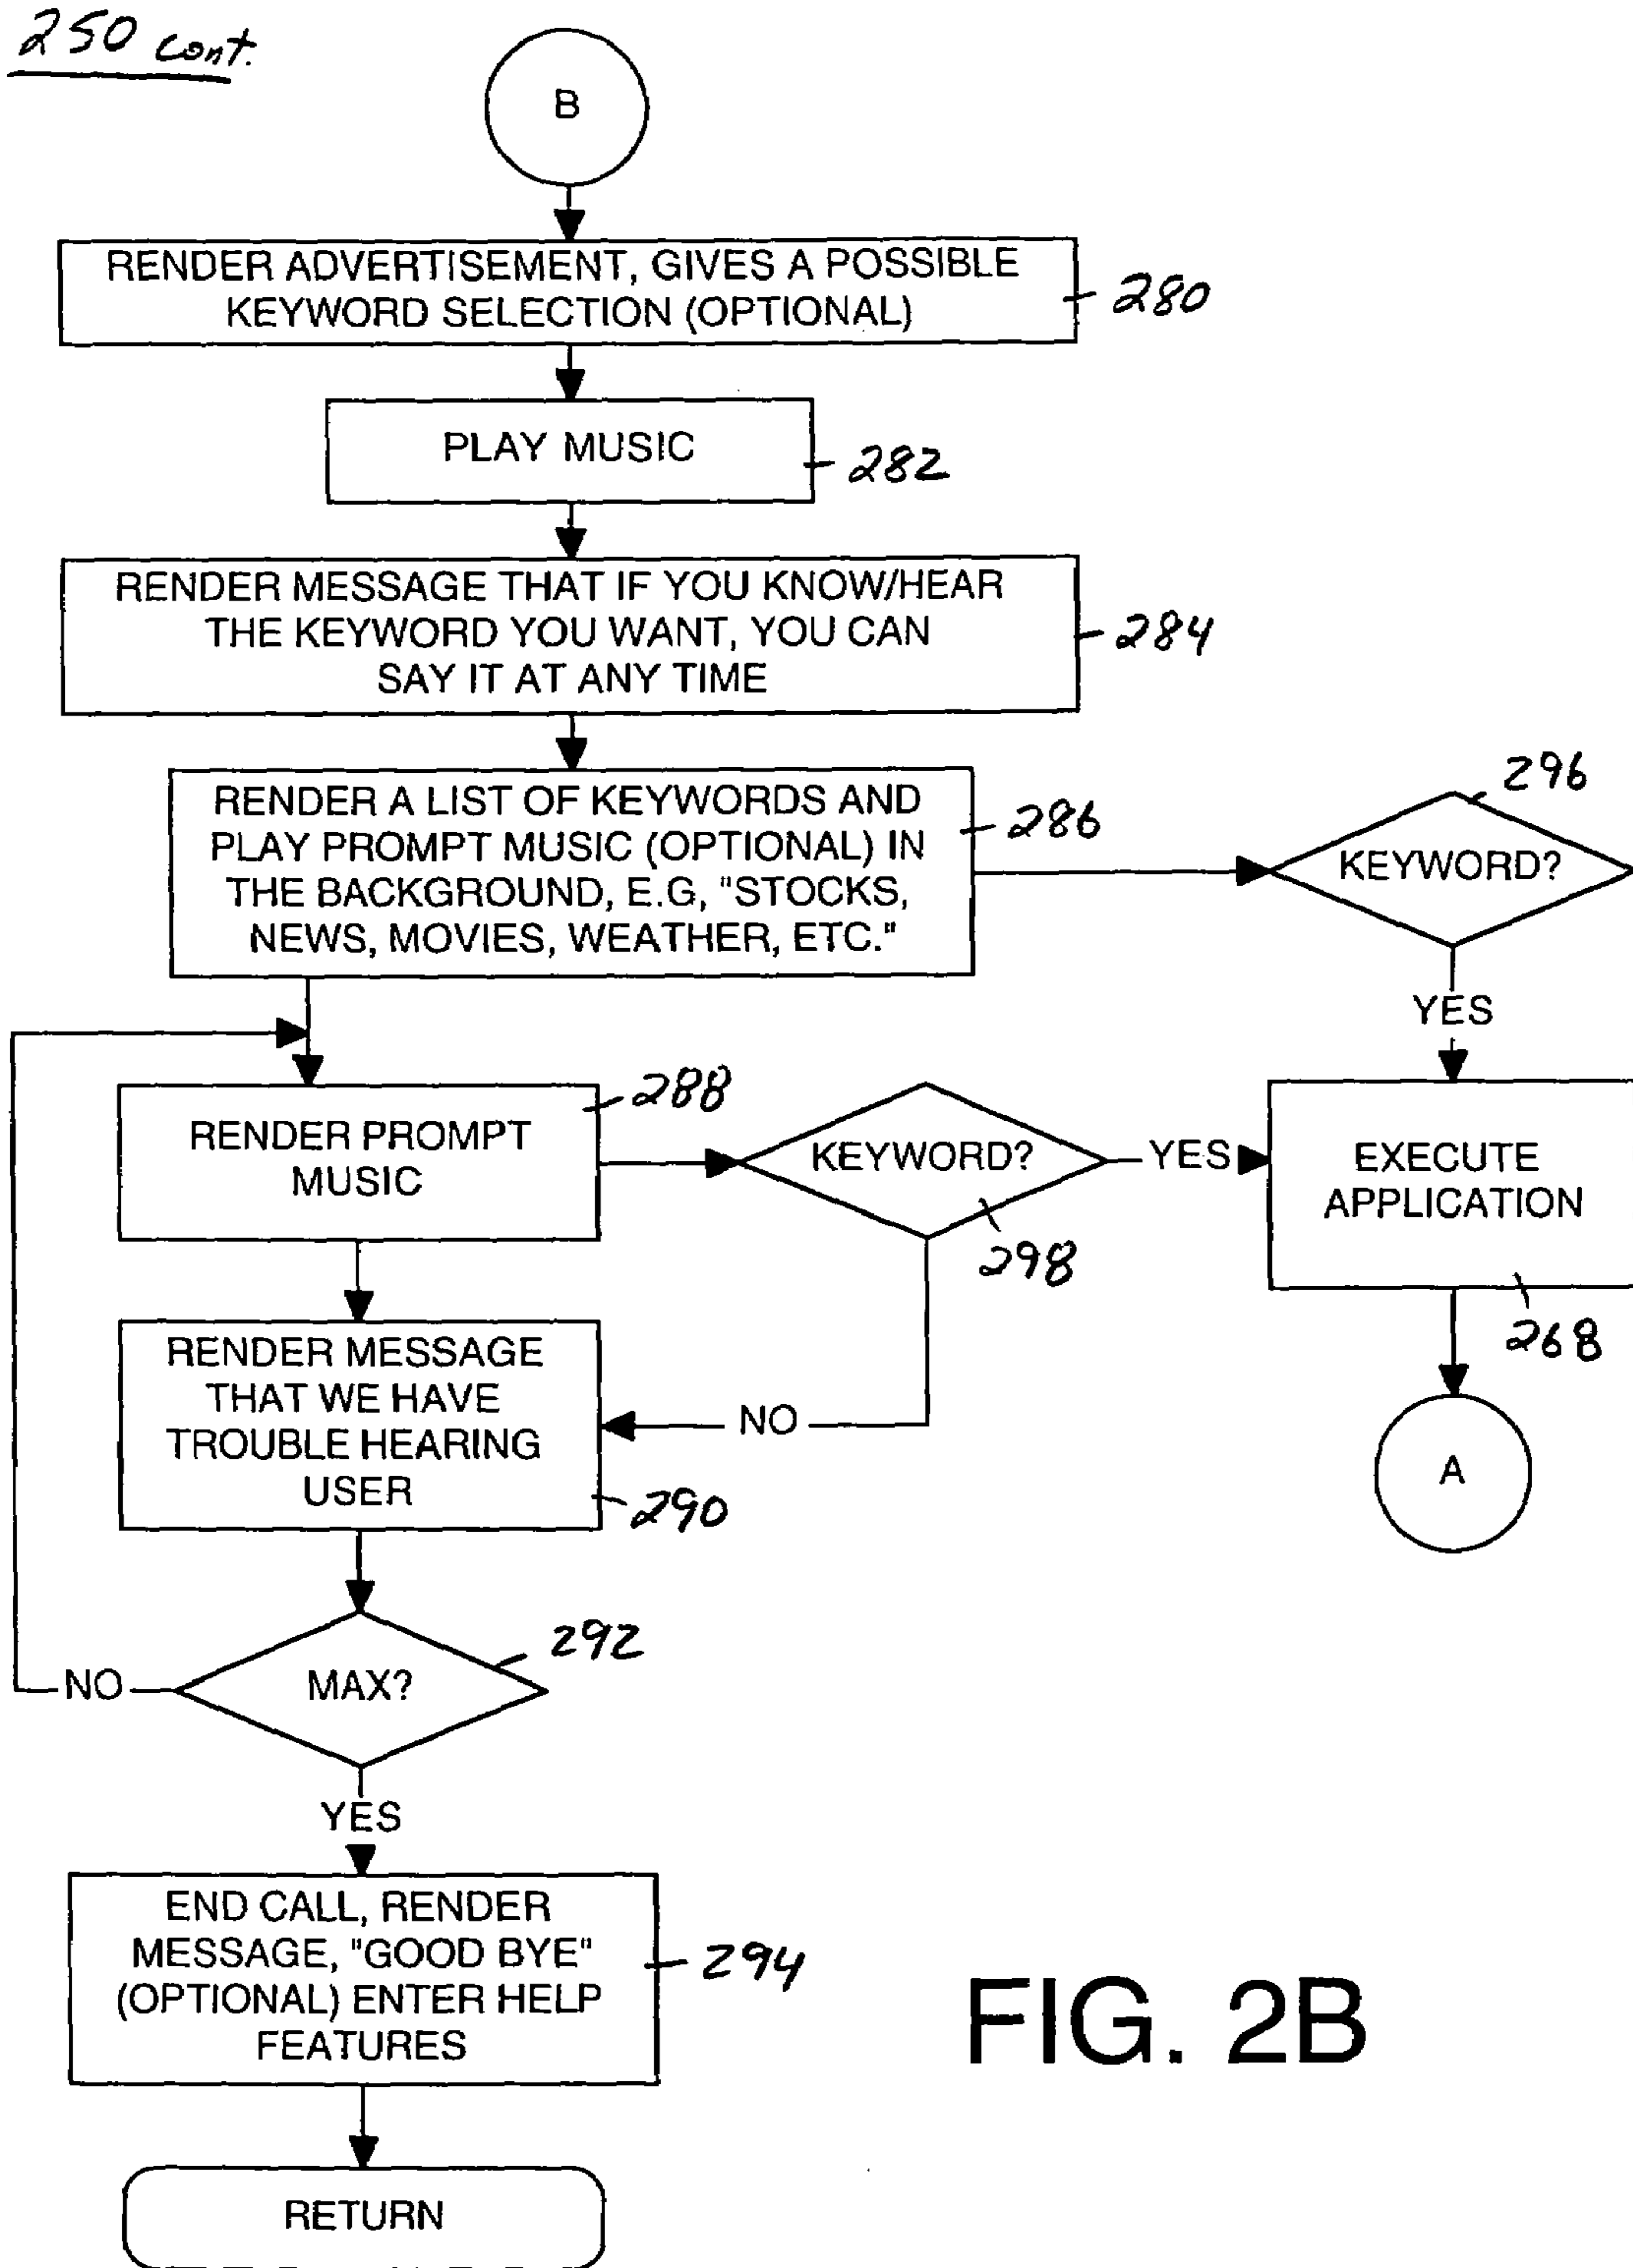 250 cont.
B
RENDER ADVERTISEMENT, GIVES A POSSIBLE
KEYWORD SELECTION (OPTIONAL)
280
PLAY MUSIC
282
RENDER MESSAGE THAT IF YOU KNOW/HEAR
THE KEYWORD YOU WANT, YOU CAN
SAY IT AT ANY TIME
284
RENDER A LIST OF KEYWORDS AND
PLAY PROMPT MUSIC (OPTIONAL) IN
THE BACKGROUND, E.G, "STOCKS,
NEWS, MOVIES, WEATHER, ETC."
286
296
KEYWORD?
YES
RENDER PROMPT
MUSIC
288
KEYWORD?
298
YES
EXECUTE
APPLICATION
268
A
RENDER MESSAGE
THAT WE HAVE
TROUBLE HEARING
USER
290
NO
MAX?
292
NO
YES
END CALL, RENDER
MESSAGE, "GOOD BYE"
(OPTIONAL) ENTER HELP
FEATURES
294
RETURN
FIG. 2B